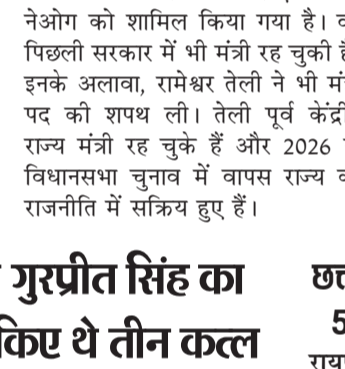 नेओग को शामिल किया गया है।
पिछली सरकार में भी मंत्री रह चुकी
इनके अलावा, रामेश्वर तेली ने भी
पद की शपथ ली। तेली पूर्व
राज्य मंत्री रह चुके हैं और 2026
विधानसभा चुनाव में वापस राज्य
राजनीति में सक्रिय हुए हैं।
गुरप्रीत सिंह का
किए थे तीन कत्ल
5